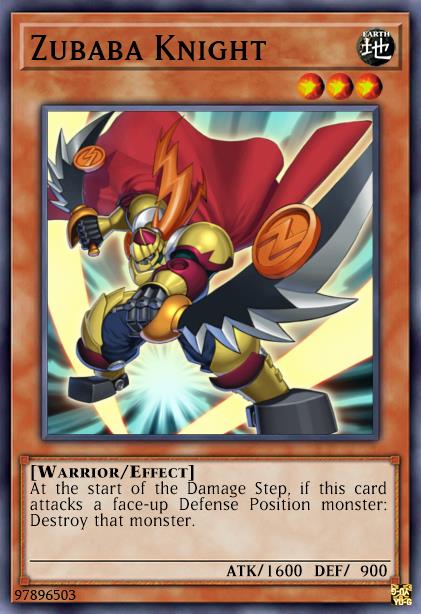 ZUBABA KNIGHT
EARTH
地
[WARRIOR/EFFECT]
At the start of the Damage Step, if this card
attacks a face-up Defense Position monster:
Destroy that monster.
ATK/1600 DEF/ 900
97896503